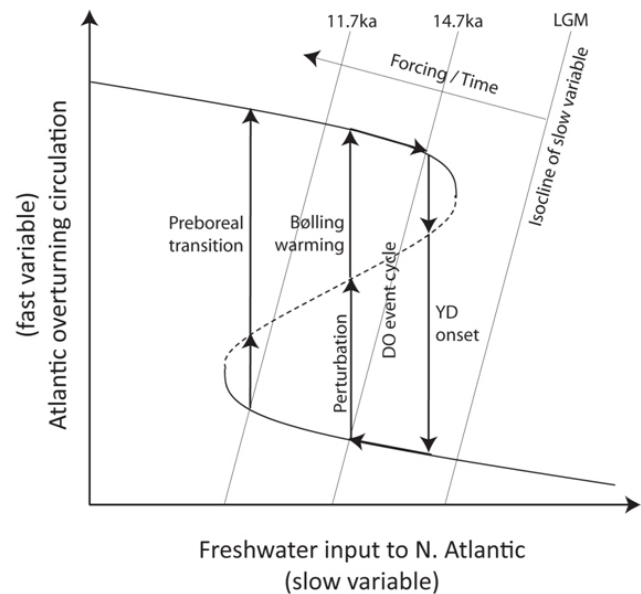 11.7ka
14.7ka
LGM
Forcing / Time
Isocline of slow variable
(fast variable)
Atlantic overturning circulation
Preboreal
transition
Bølling
warming
DO event cycle
YD
onset
Perturbation
Freshwater input to N. Atlantic
(slow variable)